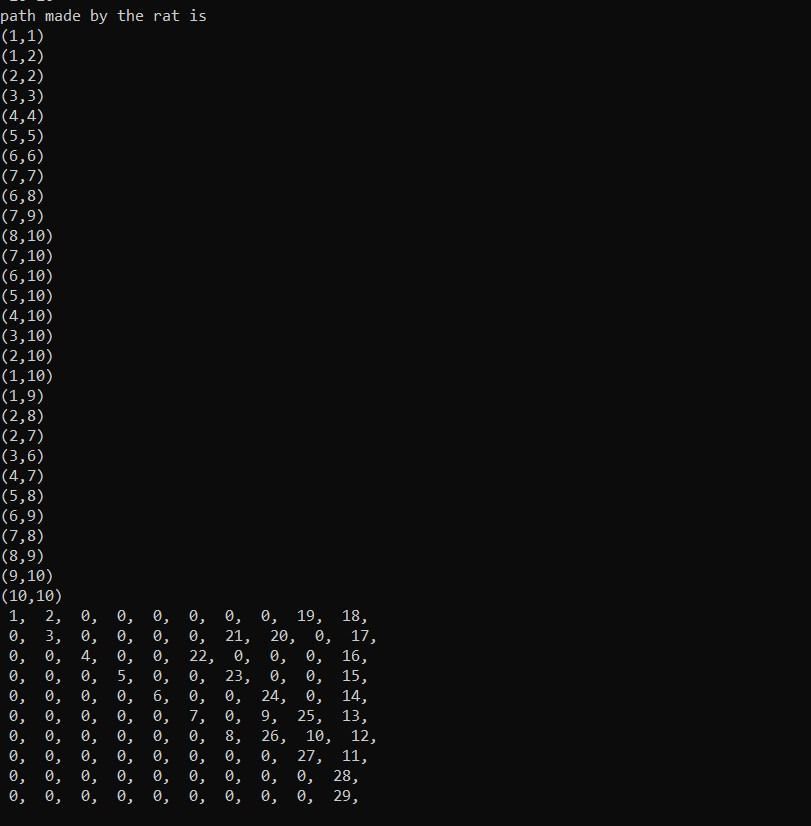 path made by the rat is
(1,1)
(1,2)
(2,2)
(3,3)
(4,4)
(5,5)
(6,6)
(7,7)
(6,8)
(7,9)
(8,10)
(7,10)
(6,10)
(5,10)
(4,10)
(3,10)
(2,10)
(1,10)
(1,9)
(2,8)
(2,7)
(3,6)
(4,7)
(5,8)
(6,9)
(7,8)
(8,9)
(9,10)
(10,10)
1, 2, 0, 0, 0, 0, 0, 0, 19, 18,
0, 3, 0, 0, 0, 0, 21, 20, 0, 17,
0, 0, 4, 0, 0, 22, 0, 0, 0, 16,
0, 0, 0, 5, 0, 0, 23, 0, 0, 15,
0, 0, 0, 0, 6, 0, 0, 24, 0, 14,
0, 0, 0, 0, 0, 7, 0, 9, 25, 13,
0, 0, 0, 0, 0, 0, 8, 26, 10, 12,
0, 0, 0, 0, 0, 0, 0, 0, 27, 11,
0, 0, 0, 0, 0, 0, 0, 0, 0, 28,
0, 0, 0, 0, 0, 0, 0, 0, 0, 29,